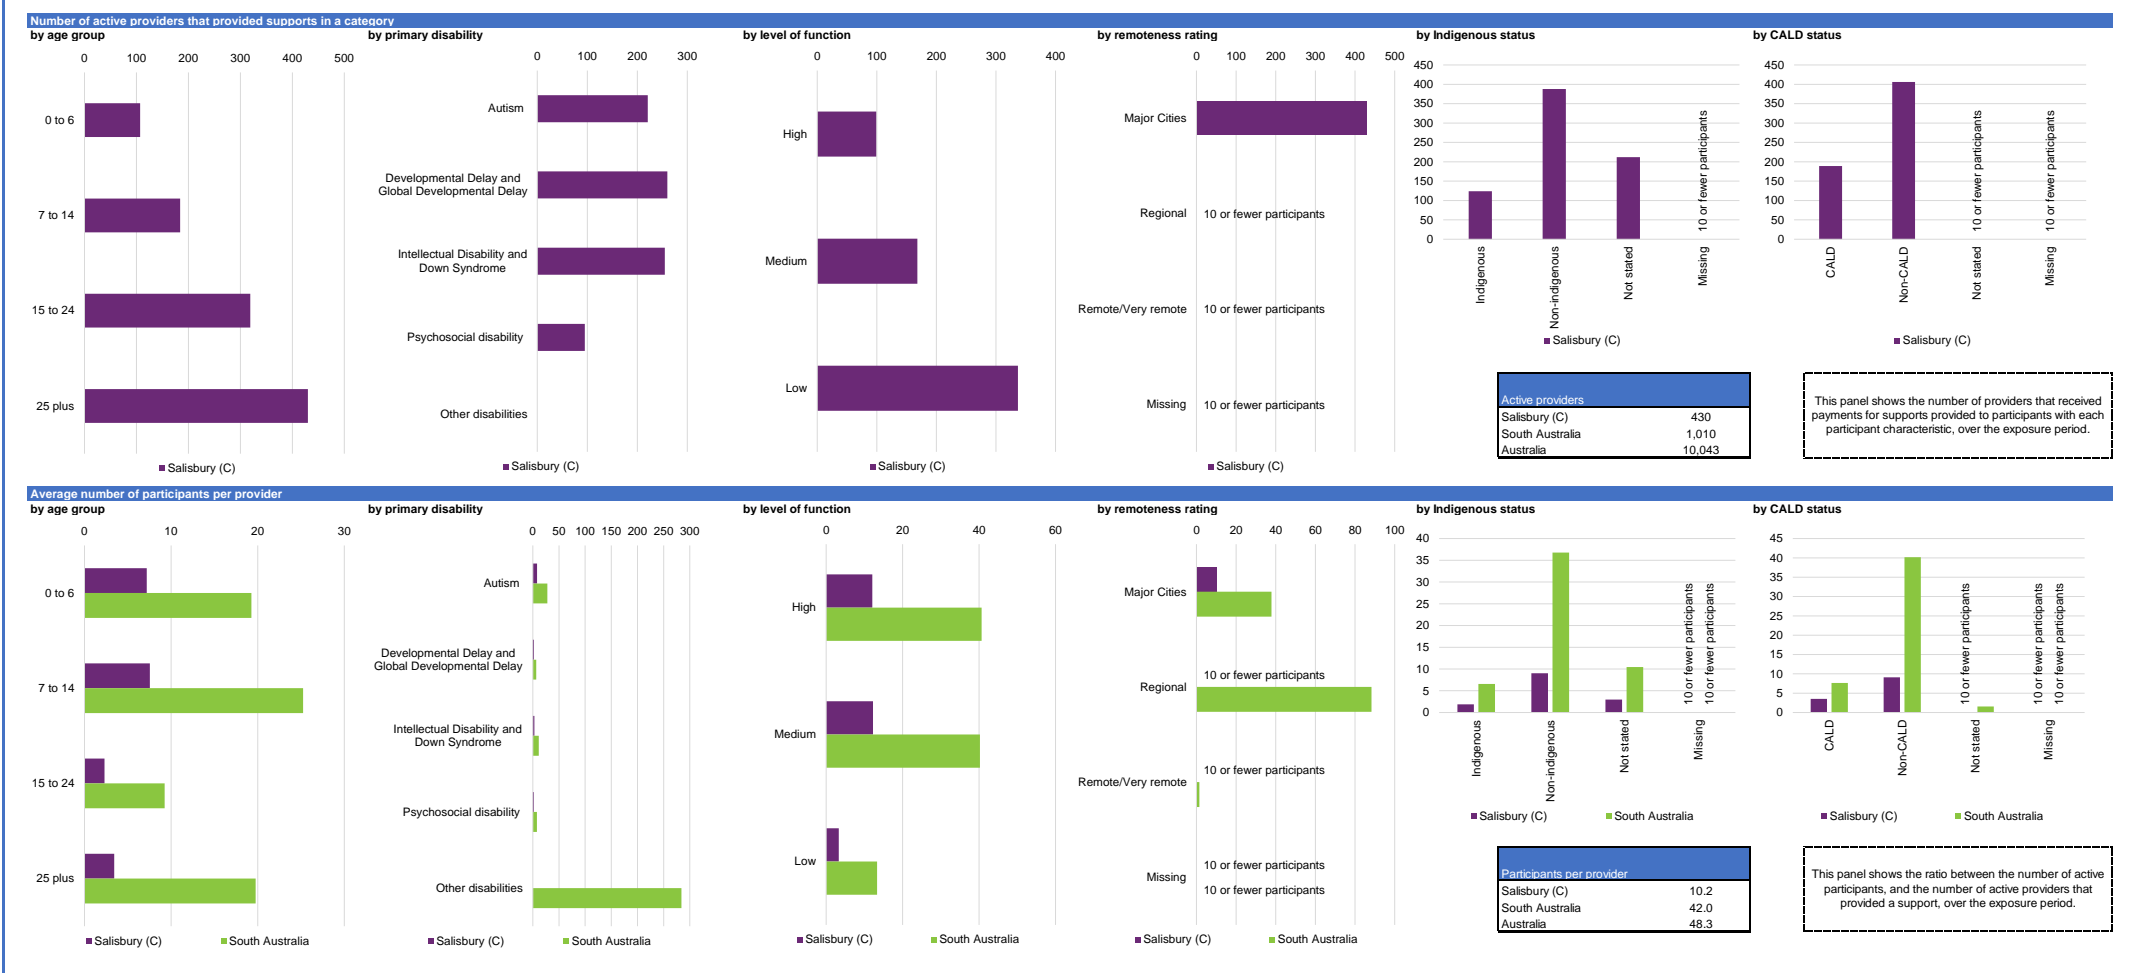 Number of active providers that provided supports in a category
by age group
0 100 200 300 400 500
0 to 6
7 to 14
15 to 24
25 plus
Salisbury (C)
by primary disability
0 100 200 300
Autism
Developmental Delay and
Global Developmental Delay
Intellectual Disability and
Down Syndrome
Psychosocial disability
Other disabilities
Salisbury (C)
by level of function
0 100 200 300 400
High
Medium
Low
Salisbury (C)
by remoteness rating
0 100 200 300 400 500
Major Cities
Regional 10 or fewer participants
Remote/Very remote 10 or fewer participants
Missing 10 or fewer participants
Salisbury (C)
by Indigenous status
450
400
350
300
250
200
150
100
50
0
10 or fewer participants
Indigenous
Non-indigenous
Not stated
Missing
Salisbury (C)
by CALD status
450
400
350
300
250
200
150
100
50
0
10 or fewer participants
10 or fewer participants
CALD
Non-CALD
Not stated
Missing
Salisbury (C)
Active providers
Salisbury (C) 430
South Australia 1,010
Australia 10,043
This panel shows the number of providers that received
payments for supports provided to participants with each
participant characteristic, over the exposure period.
Average number of participants per provider
by age group
0 10 20 30
0 to 6
7 to 14
15 to 24
25 plus
Salisbury (C) South Australia
by primary disability
0 50 100 150 200 250 300
Autism
Developmental Delay and
Global Developmental Delay
Intellectual Disability and
Down Syndrome
Psychosocial disability
Other disabilities
Salisbury (C) South Australia
by level of function
0 20 40 60
High
Medium
Low
Salisbury (C) South Australia
by remoteness rating
0 20 40 60 80 100
Major Cities
10 or fewer participants
Regional
10 or fewer participants
Remote/Very remote
10 or fewer participants
Missing
10 or fewer participants
Salisbury (C) South Australia
by Indigenous status
40
35
30
25
20
15
10
5
0
10 or fewer participants
10 or fewer participants
Indigenous
Non-indigenous
Not stated
Missing
Salisbury (C) South Australia
by CALD status
45
40
35
30
25
20
15
10
5
0
10 or fewer participants
10 or fewer participants
10 or fewer participants
CALD
Non-CALD
Not stated
Missing
Salisbury (C) South Australia
Participants per provider
Salisbury (C) 10.2
South Australia 42.0
Australia 48.3
This panel shows the ratio between the number of active
participants, and the number of active providers that
provided a support, over the exposure period.